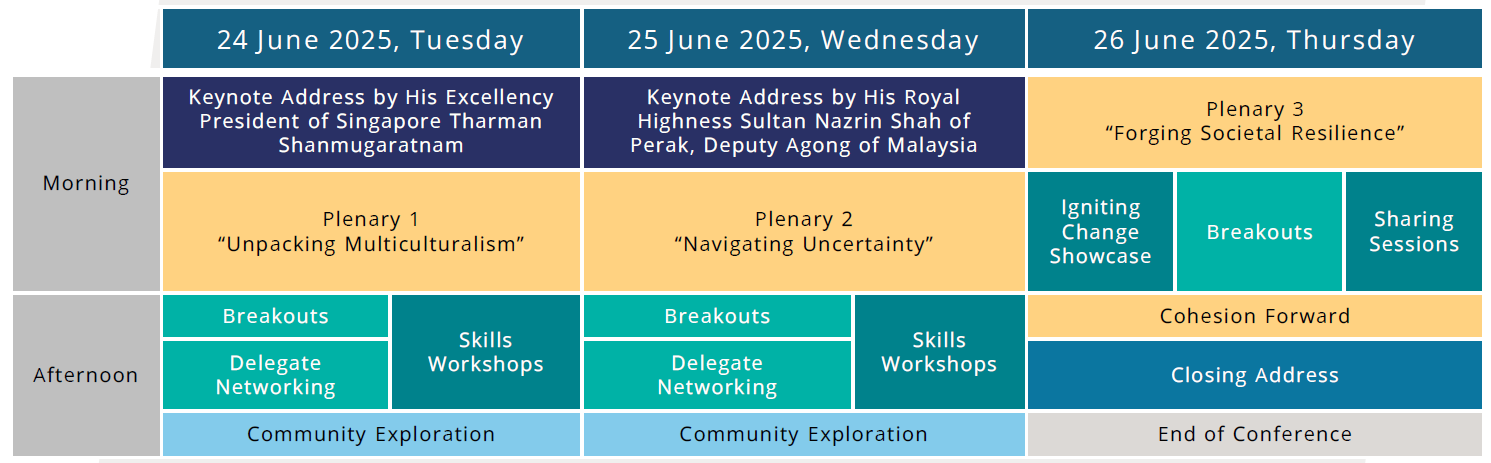 24 June 2025, Tuesday
25 June 2025, Wednesday
26 June 2025, Thursday
Morning
Keynote Address by His Excellency
President of Singapore Tharman
Shanmugaratnam
Keynote Address by His Royal
Highness Sultan Nazrin Shah of
Perak, Deputy Agong of Malaysia
Plenary 3
“Forging Societal Resilience”
Plenary 1
“Unpacking Multiculturalism”
Plenary 2
“Navigating Uncertainty”
Igniting
Change
Showcase
Breakouts
Sharing
Sessions
Afternoon
Breakouts
Delegate
Networking
Skills
Workshops
Breakouts
Delegate
Networking
Skills
Workshops
Cohesion Forward
Closing Address
Community Exploration
Community Exploration
End of Conference